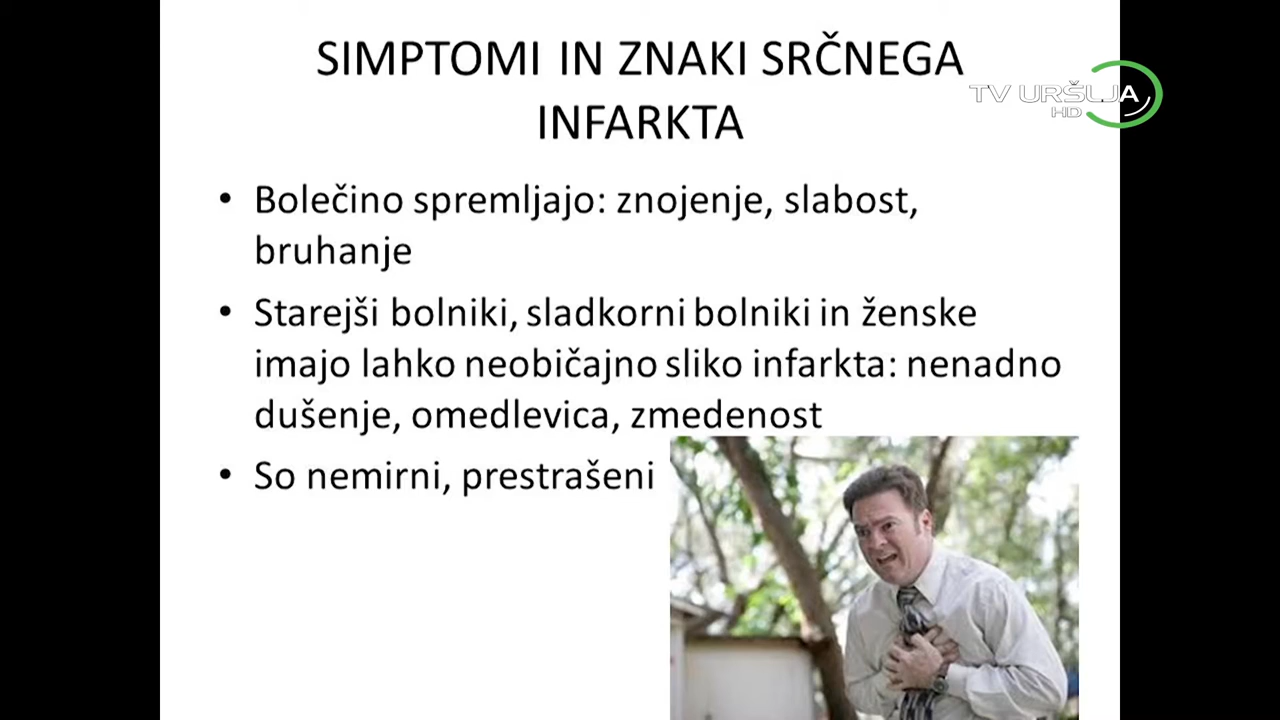 SIMPTOMI IN ZNAKI SRČNEGA
INFARKTA
TV URŠLJA
HD
• Bolečino spremljajo: znojenje, slabost,
bruhanje
• Starejši bolniki, sladkorni bolniki in ženske
imajo lahko neobičajno sliko infarkta: nenadno
dušenje, omedlevica, zmedenost
• So nemirni, prestrašeni